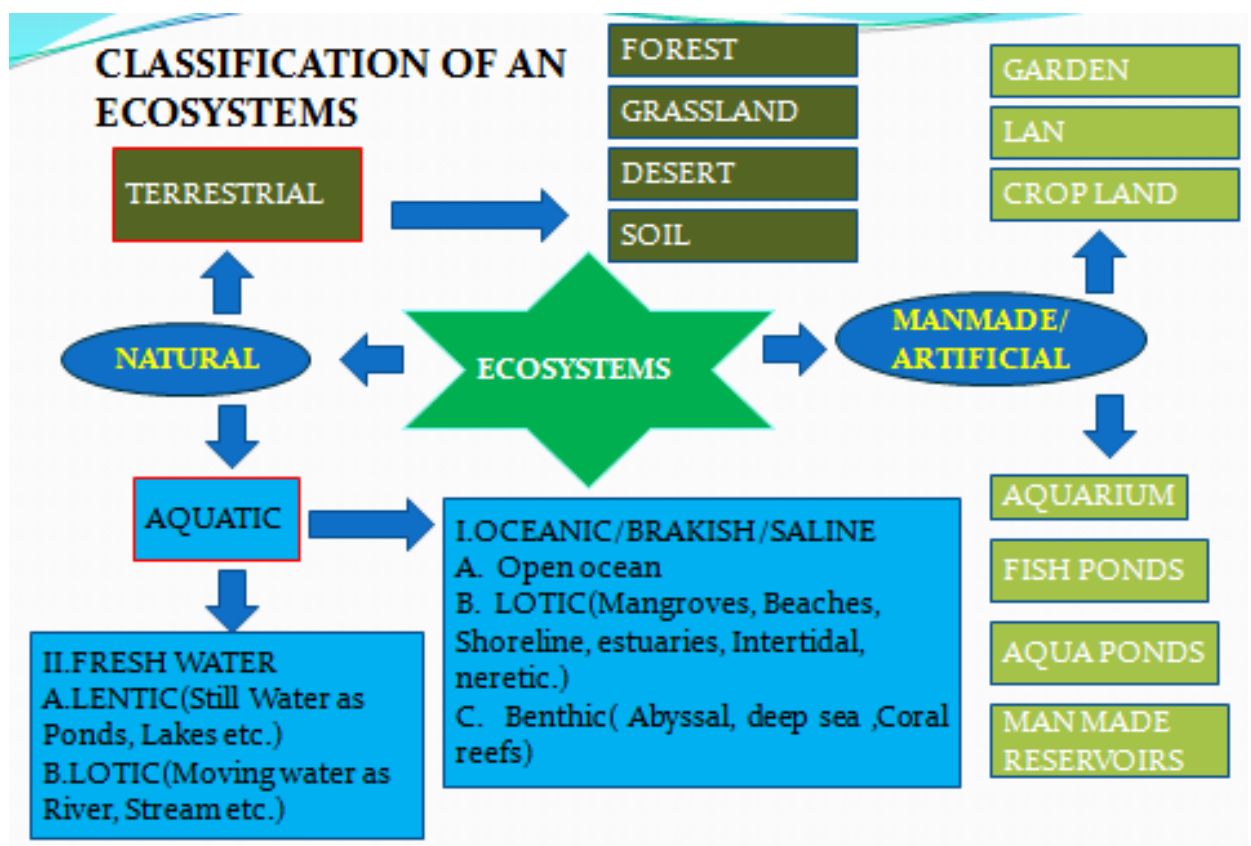 CLASSIFICATION OF AN
ECOSYSTEMS
FOREST
GRASSLAND
DESERT
SOIL
GARDEN
LAN
CROP LAND
TERRESTRIAL
NATURAL
ECOSYSTEMS
MANMADE/
ARTIFICIAL
AQUATIC
I.OCEANIC/BRAKISH/SALINE
A. Open ocean
B. LOTIC(Mangroves, Beaches,
Shoreline, estuaries, Intertidal,
neretic.)
C. Benthic( Abyssal, deep sea ,Coral
reefs)
II.FRESH WATER
A.LENTIC(Still Water as
Ponds, Lakes etc.)
B.LOTIC(Moving water as
River, Stream etc.)
AQUARIUM
FISH PONDS
AQUA PONDS
MAN MADE
RESERVOIRS